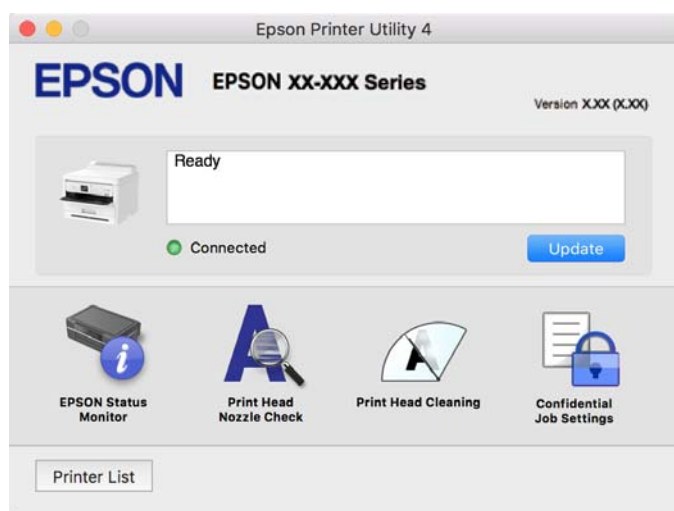 Epson Printer Utility 4
EPSON
EPSON XX-XXX Series
Version X.XX (X.XX)
Ready
Connected
Update
EPSON Status
Monitor
Print Head
Nozzle Check
Print Head Cleaning
Confidential
Job Settings
Printer List